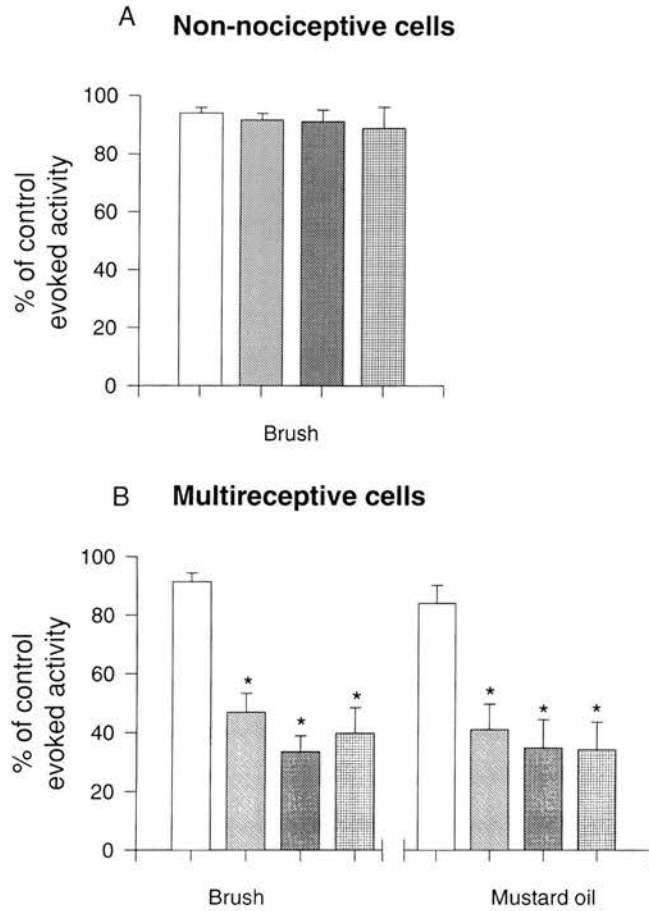 A Non-nociceptive cells
% of control
evoked activity
100
80
60
40
20
0
Brush
B Multireceptive cells
% of control
evoked activity
100
80
60
40
20
0
*
*
*
*
*
*
Brush
Mustard oil